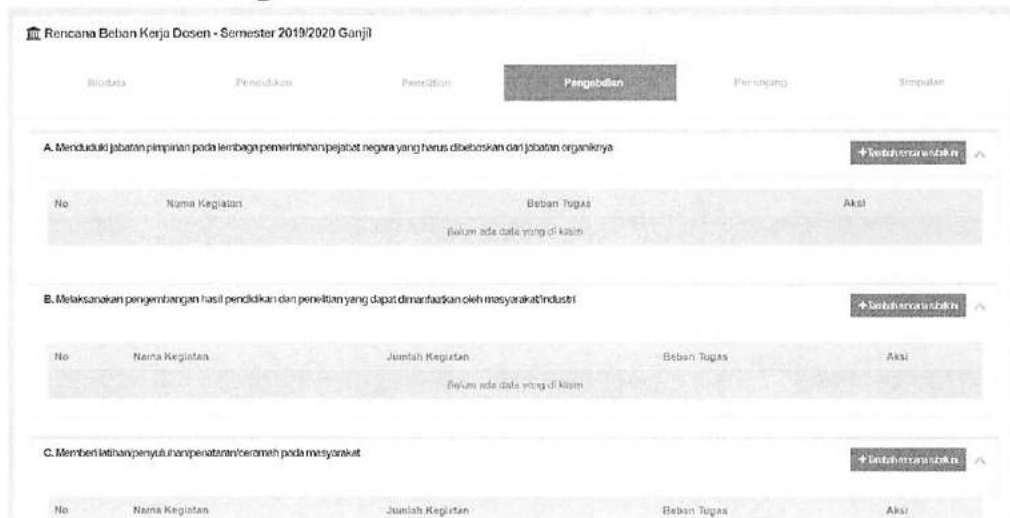 Rencana Beban Kerja Dosen - Semester 2019/2020 Ganjil
Biodata Pendidikan Penelitian Pengabdian Penunjang Simpulan
A. Menduduki jabatan pimpinan pada lembaga pemerintahan/pejabat negara yang harus dibebaskan dari jabatan organiknya
No Nama Kegiatan Beban Tugas Aksi
Belum ada data yang di kirim
B. Melaksanakan pengembangan hasil pendidikan dan penelitian yang dapat dimanfaatkan oleh masyarakat/industri
No Nama Kegiatan Jumlah Kegiatan Beban Tugas Aksi
Belum ada data yang di kirim
C. Memberi latihan/penyuluhan/penataran/ceramah pada masyarakat
No Nama Kegiatan Jumlah Kegiatan Beban Tugas Aksi